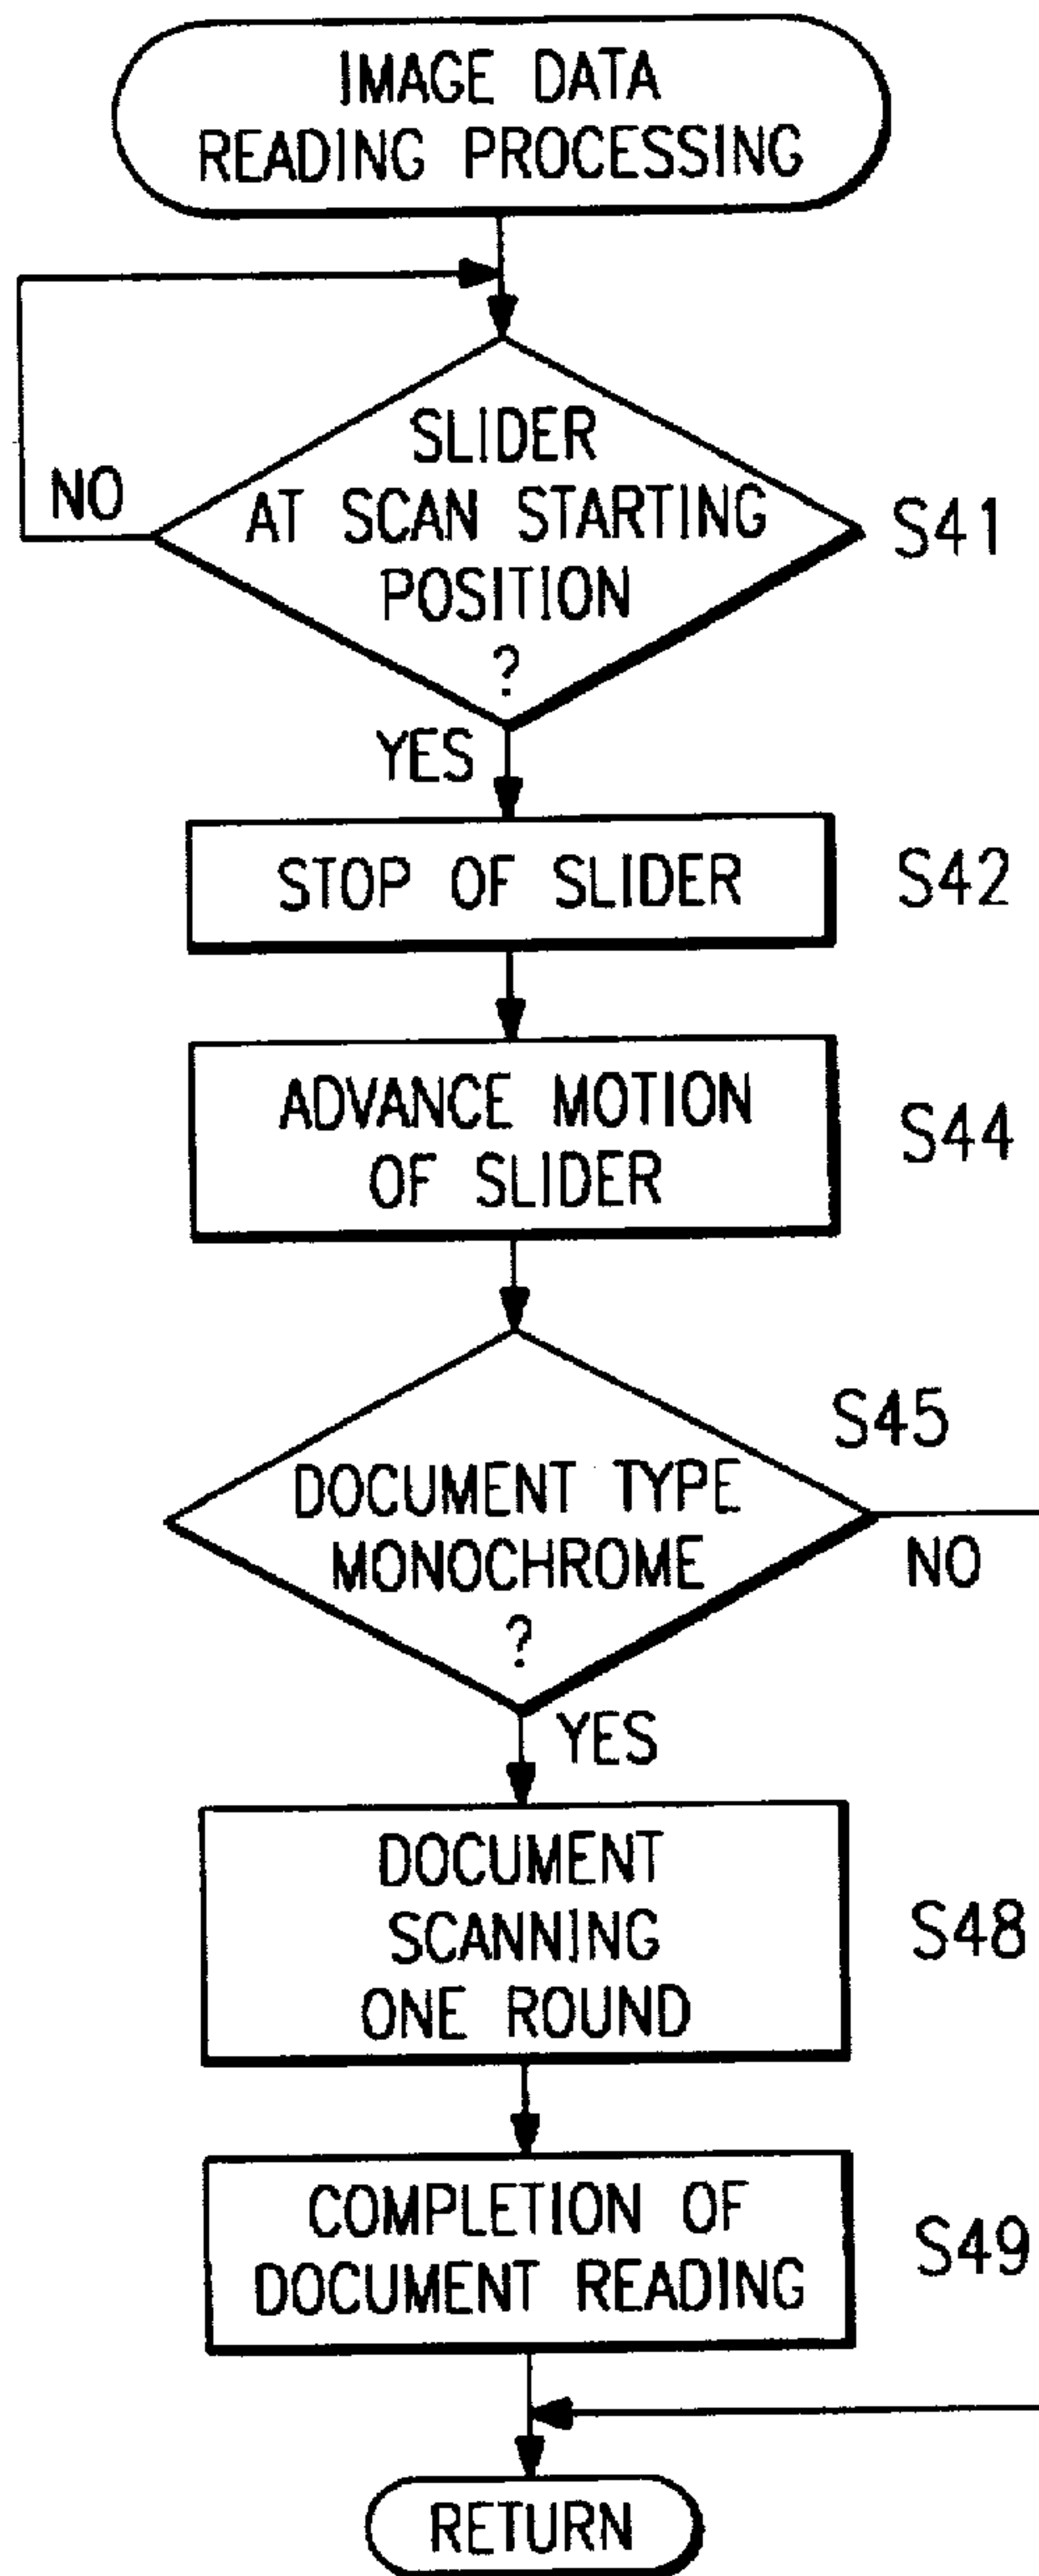 IMAGE DATA
READING PROCESSING
SLIDER
AT SCAN STARTING
POSITION
?
NO
S41
YES
STOP OF SLIDER
S42
ADVANCE MOTION
OF SLIDER
S44
S45
DOCUMENT TYPE
MONOCHROME
?
NO
YES
DOCUMENT
SCANNING
ONE ROUND
S48
COMPLETION OF
DOCUMENT READING
S49
RETURN